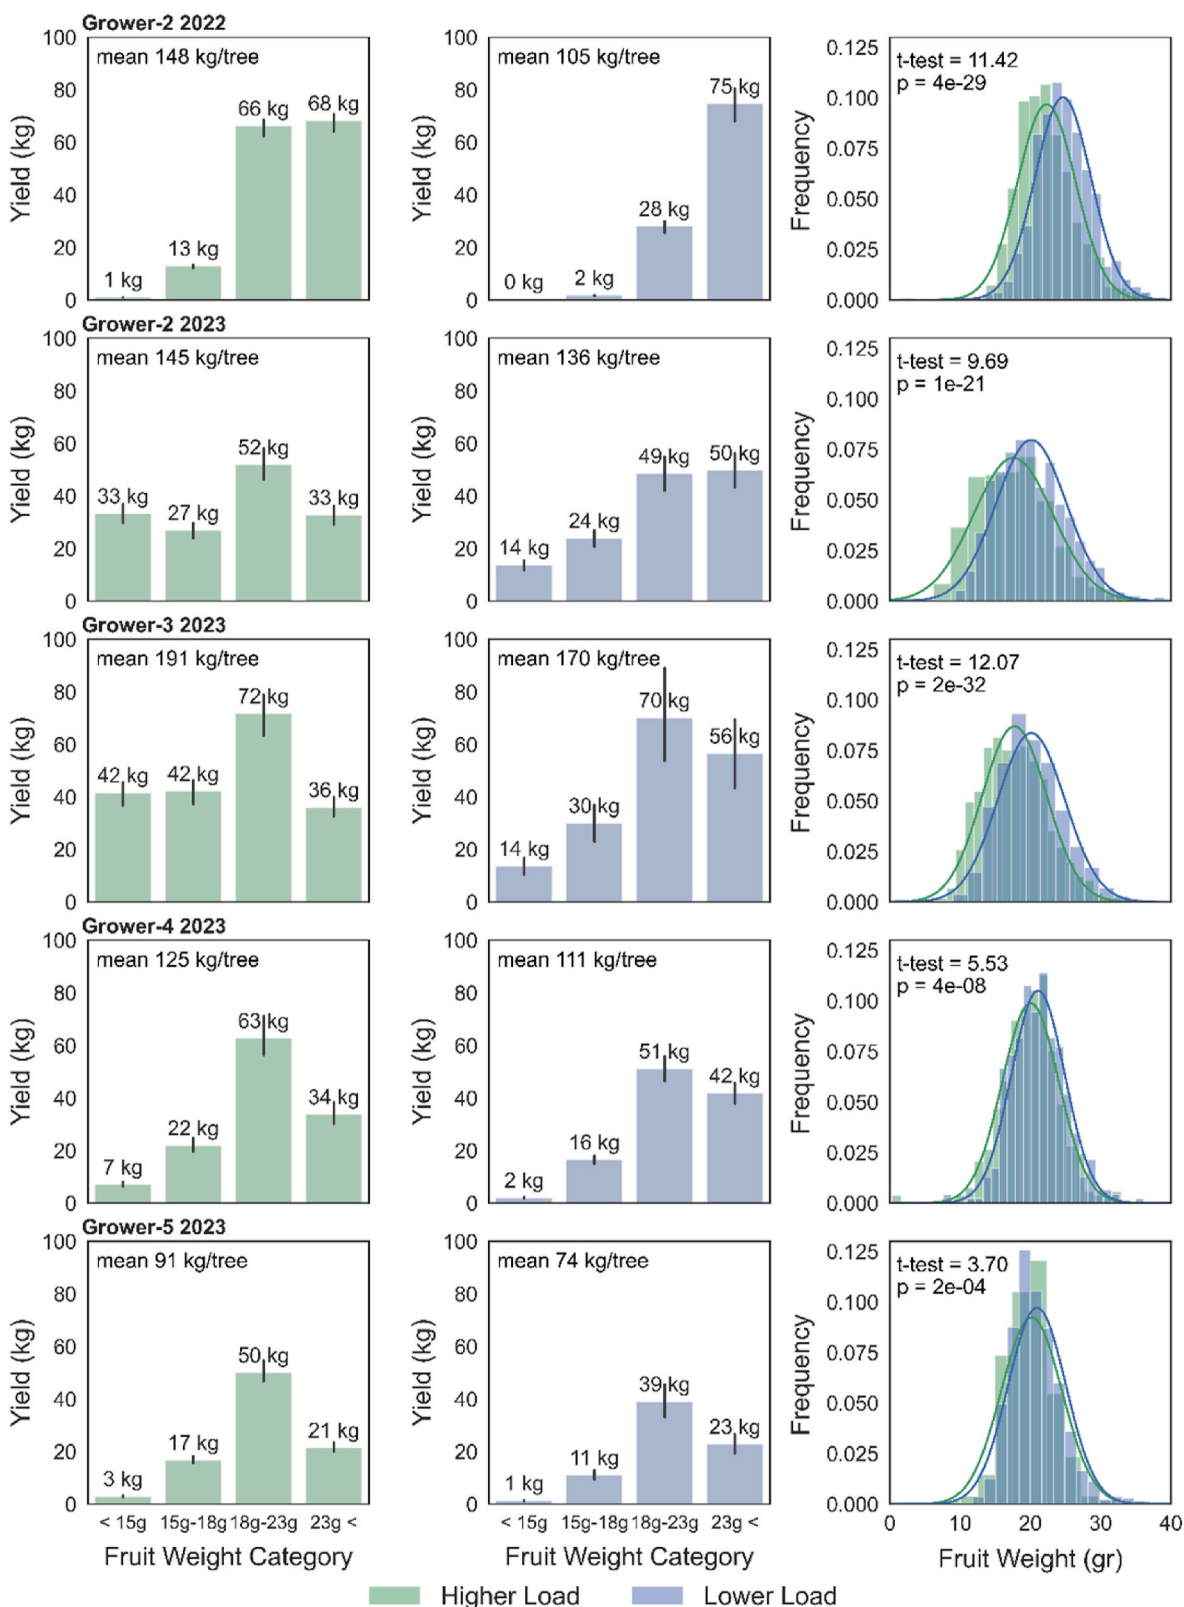 Grower-2 2022
100
80
60
40
20
0
Yield (kg)
mean 148 kg/tree
1 kg
13 kg
66 kg
68 kg
100
80
60
40
20
0
Yield (kg)
mean 105 kg/tree
0 kg
2 kg
28 kg
75 kg
0.125
0.100
0.075
0.050
0.025
0.000
Frequency
t-test = 11.42
p = 4e-29
Grower-2 2023
100
80
60
40
20
0
Yield (kg)
mean 145 kg/tree
33 kg
27 kg
52 kg
33 kg
100
80
60
40
20
0
Yield (kg)
mean 136 kg/tree
14 kg
24 kg
49 kg
50 kg
0.125
0.100
0.075
0.050
0.025
0.000
Frequency
t-test = 9.69
p = 1e-21
Grower-3 2023
100
80
60
40
20
0
Yield (kg)
mean 191 kg/tree
42 kg
42 kg
72 kg
36 kg
100
80
60
40
20
0
Yield (kg)
mean 170 kg/tree
14 kg
30 kg
70 kg
56 kg
0.125
0.100
0.075
0.050
0.025
0.000
Frequency
t-test = 12.07
p = 2e-32
Grower-4 2023
100
80
60
40
20
0
Yield (kg)
mean 125 kg/tree
7 kg
22 kg
63 kg
34 kg
100
80
60
40
20
0
Yield (kg)
mean 111 kg/tree
2 kg
16 kg
51 kg
42 kg
0.125
0.100
0.075
0.050
0.025
0.000
Frequency
t-test = 5.53
p = 4e-08
Grower-5 2023
100
80
60
40
20
0
Yield (kg)
mean 91 kg/tree
3 kg
17 kg
50 kg
21 kg
< 15g 15g-18g 18g-23g 23g <
Fruit Weight Category
100
80
60
40
20
0
Yield (kg)
mean 74 kg/tree
1 kg
11 kg
39 kg
23 kg
< 15g 15g-18g 18g-23g 23g <
Fruit Weight Category
0.125
0.100
0.075
0.050
0.025
0.000
Frequency
t-test = 3.70
p = 2e-04
0 10 20 30 40
Fruit Weight (gr)
Higher Load Lower Load